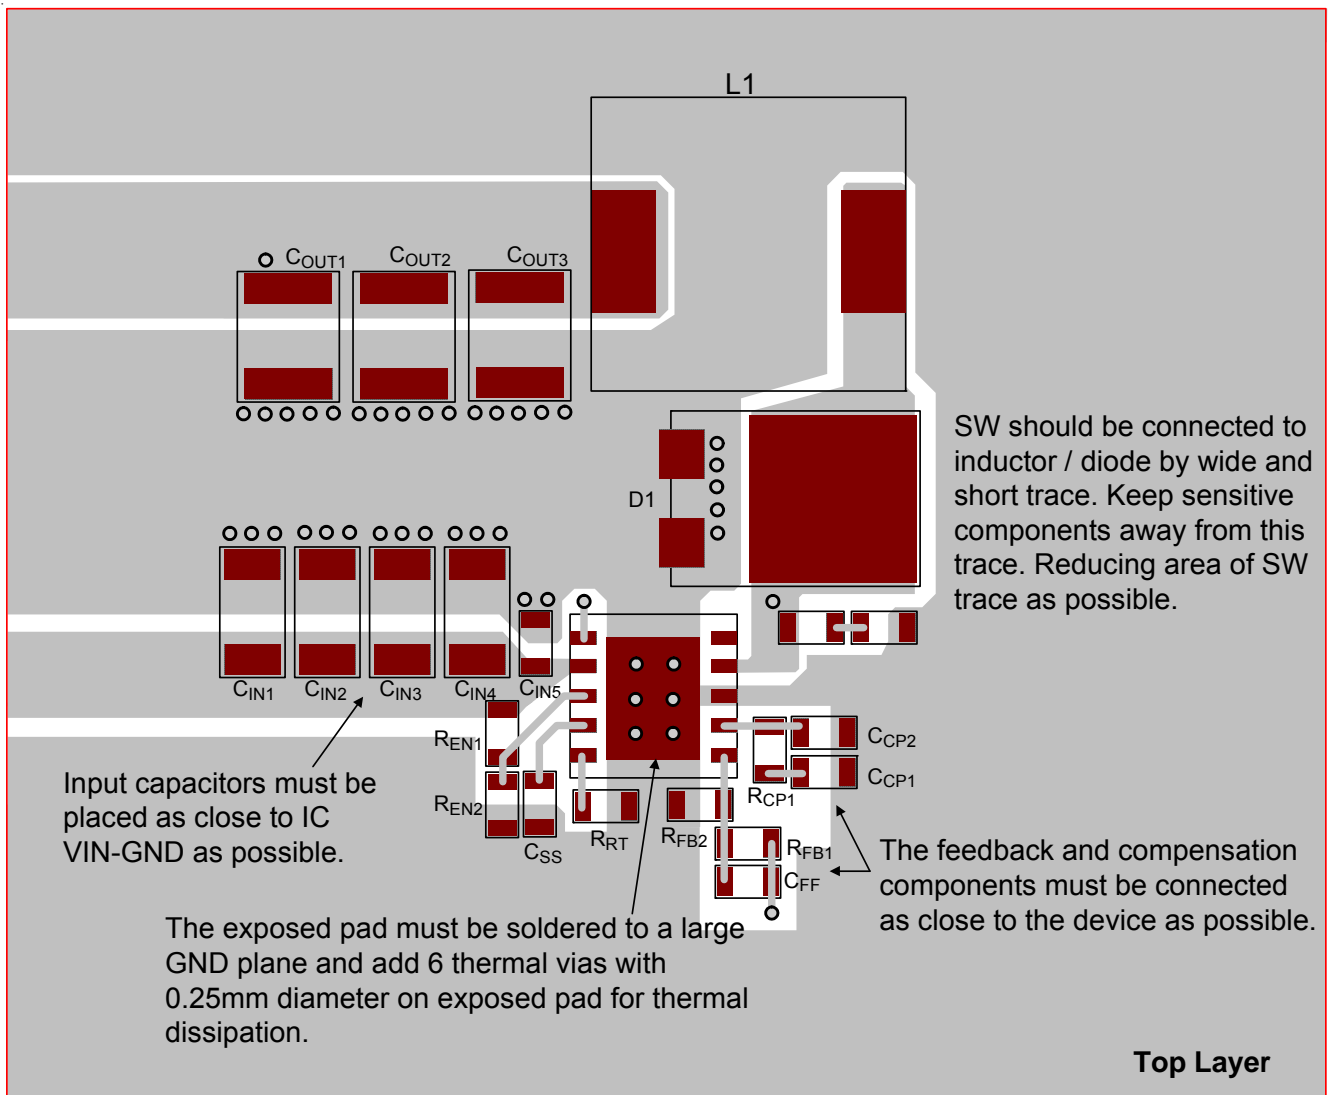 L1
COUT1
COUT2
COUT3
SW should be connected to
inductor / diode by wide and
short trace. Keep sensitive
components away from this
trace. Reducing area of SW
trace as possible.
D1
CIN1
CIN2
CIN3
CIN4
CIN5
REN1
REN2
CSS
RRT
RFB2
RCP1
CCP2
CCP1
RFB1
CFF
Input capacitors must be
placed as close to IC
VIN-GND as possible.
The feedback and compensation
components must be connected
as close to the device as possible.
The exposed pad must be soldered to a large
GND plane and add 6 thermal vias with
0.25mm diameter on exposed pad for thermal
dissipation.
Top Layer